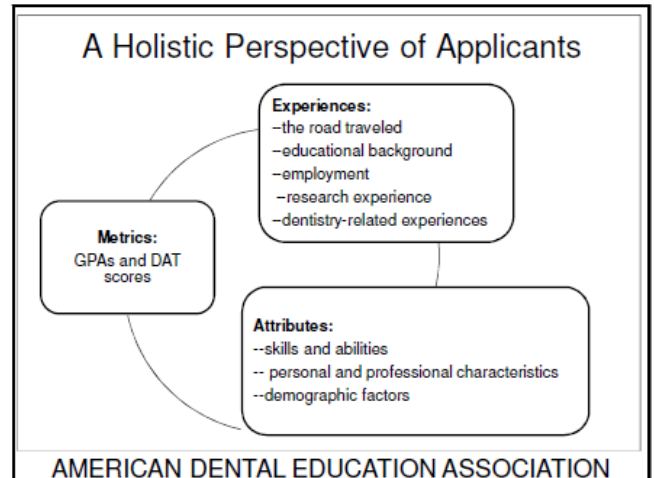 A Holistic Perspective of Applicants
Experiences:
–the road traveled
–educational background
–employment
–research experience
–dentistry-related experiences
Metrics:
GPAs and DAT
scores
Attributes:
--skills and abilities
-- personal and professional characteristics
--demographic factors
AMERICAN DENTAL EDUCATION ASSOCIATION